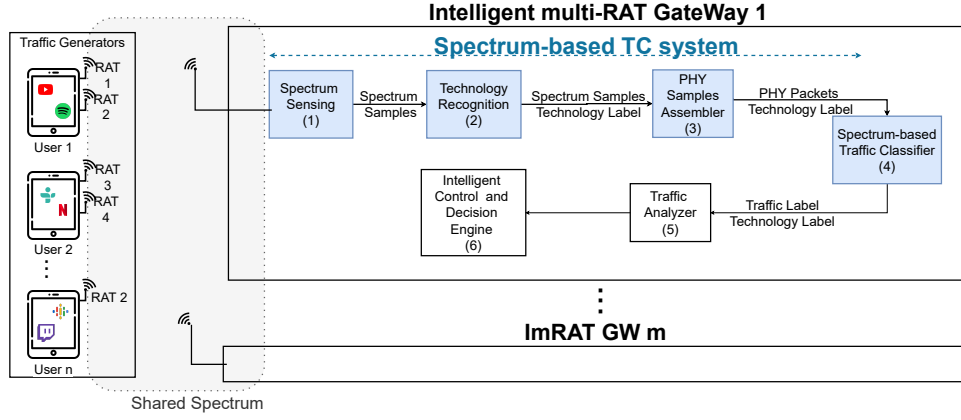 Intelligent multi-RAT GateWay 1
Spectrum-based TC system
Traffic Generators
RAT
1
RAT
2
User 1
RAT
3
RAT
4
N
User 2
RAT 2
User n
Spectrum
Sensing
(1)
Spectrum
Samples
Technology
Recognition
(2)
Spectrum Samples
Technology Label
PHY
Samples
Assembler
(3)
PHY Packets
Technology Label
Spectrum-based
Traffic Classifier
(4)
Traffic Label
Technology Label
Traffic
Analyzer
(5)
Intelligent
Control and
Decision
Engine
(6)
ImRAT GW m
Shared Spectrum